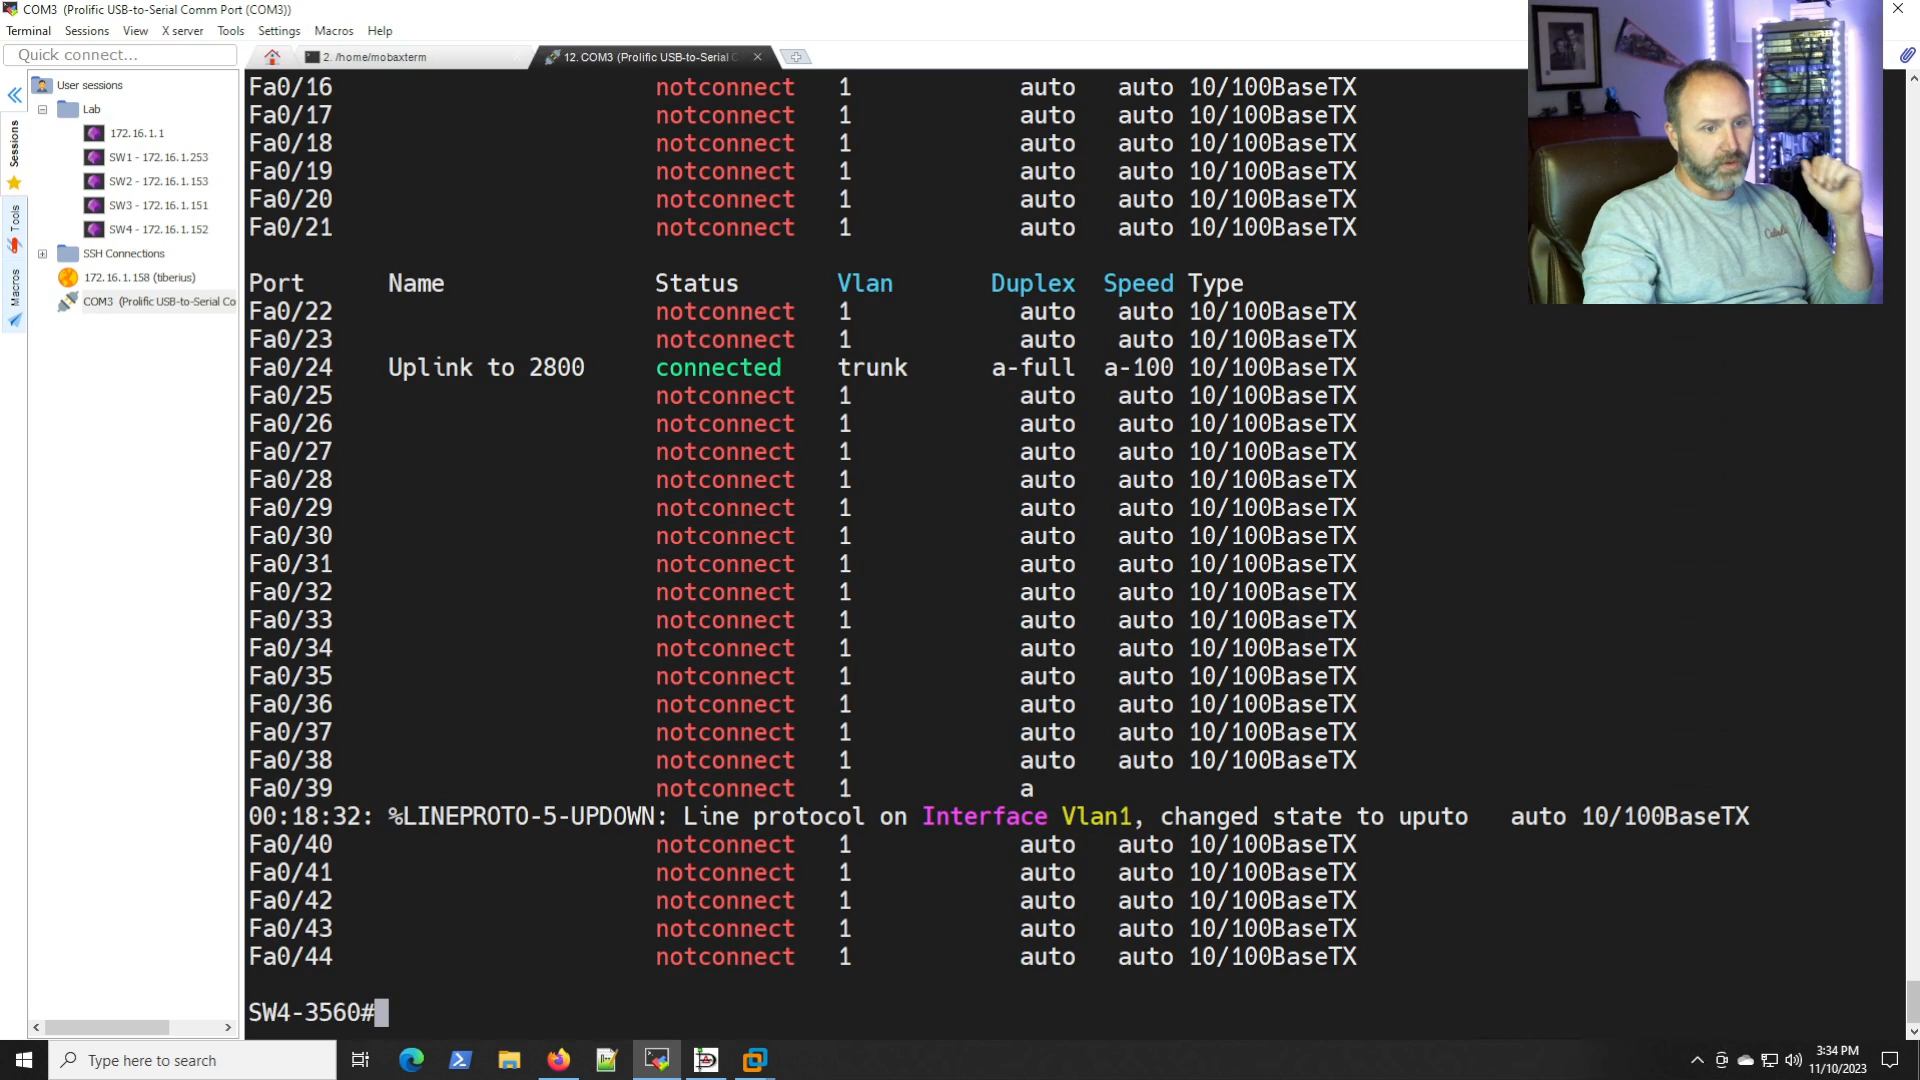 COM3 (Prolific USB-to-Serial Comm Port (COM3))
Terminal Sessions View X server Tools Settings Macros Help
Quick connect...
2. /home/mobaxterm
12. COM3 (Prolific USB-to-Serial C
Sessions
Tools
Macros
User sessions
Lab
172.16.1.1
SW1 - 172.16.1.253
SW2 - 172.16.1.153
SW3 - 172.16.1.151
SW4 - 172.16.1.152
SSH Connections
172.16.1.158 (tiberius)
COM3 (Prolific USB-to-Serial Co
Fa0/16 notconnect 1 auto auto 10/100BaseTX
Fa0/17 notconnect 1 auto auto 10/100BaseTX
Fa0/18 notconnect 1 auto auto 10/100BaseTX
Fa0/19 notconnect 1 auto auto 10/100BaseTX
Fa0/20 notconnect 1 auto auto 10/100BaseTX
Fa0/21 notconnect 1 auto auto 10/100BaseTX
Port Name Status Vlan Duplex Speed Type
Fa0/22 notconnect 1 auto auto 10/100BaseTX
Fa0/23 notconnect 1 auto auto 10/100BaseTX
Fa0/24 Uplink to 2800 connected trunk a-full a-100 10/100BaseTX
Fa0/25 notconnect 1 auto auto 10/100BaseTX
Fa0/26 notconnect 1 auto auto 10/100BaseTX
Fa0/27 notconnect 1 auto auto 10/100BaseTX
Fa0/28 notconnect 1 auto auto 10/100BaseTX
Fa0/29 notconnect 1 auto auto 10/100BaseTX
Fa0/30 notconnect 1 auto auto 10/100BaseTX
Fa0/31 notconnect 1 auto auto 10/100BaseTX
Fa0/32 notconnect 1 auto auto 10/100BaseTX
Fa0/33 notconnect 1 auto auto 10/100BaseTX
Fa0/34 notconnect 1 auto auto 10/100BaseTX
Fa0/35 notconnect 1 auto auto 10/100BaseTX
Fa0/36 notconnect 1 auto auto 10/100BaseTX
Fa0/37 notconnect 1 auto auto 10/100BaseTX
Fa0/38 notconnect 1 auto auto 10/100BaseTX
Fa0/39 notconnect 1 a
00:18:32: %LINEPROTO-5-UPDOWN: Line protocol on Interface Vlan1, changed state to uputo auto 10/100BaseTX
Fa0/40 notconnect 1 auto auto 10/100BaseTX
Fa0/41 notconnect 1 auto auto 10/100BaseTX
Fa0/42 notconnect 1 auto auto 10/100BaseTX
Fa0/43 notconnect 1 auto auto 10/100BaseTX
Fa0/44 notconnect 1 auto auto 10/100BaseTX
SW4-3560#
Type here to search
3:34 PM
11/10/2023